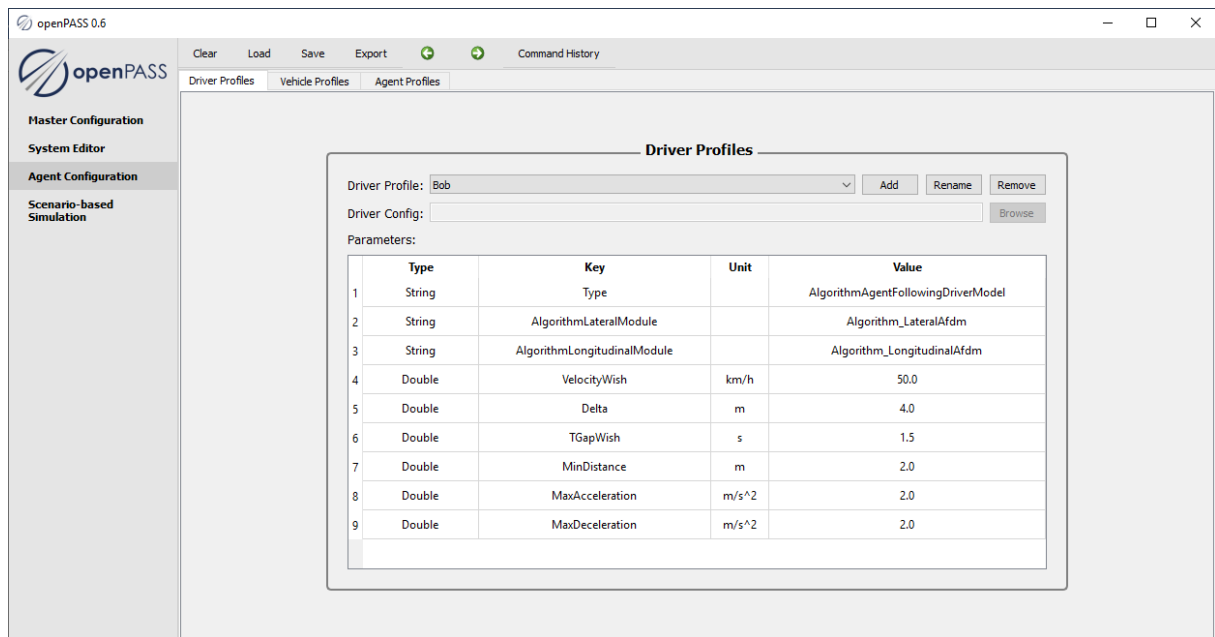 openPASS 0.6
openPASS
Clear Load Save Export Command History
Driver Profiles Vehicle Profiles Agent Profiles
Master Configuration
System Editor
Agent Configuration
Scenario-based
Simulation
Driver Profiles
Driver Profile: Bob Add Rename Remove
Driver Config: Browse
Parameters:
Type Key Unit Value
1 String Type AlgorithmAgentFollowingDriverModel
2 String AlgorithmLateralModule Algorithm_LateralAfdm
3 String AlgorithmLongitudinalModule Algorithm_LongitudinalAfdm
4 Double VelocityWish km/h 50.0
5 Double Delta m 4.0
6 Double TGapWish s 1.5
7 Double MinDistance m 2.0
8 Double MaxAcceleration m/s^2 2.0
9 Double MaxDeceleration m/s^2 2.0